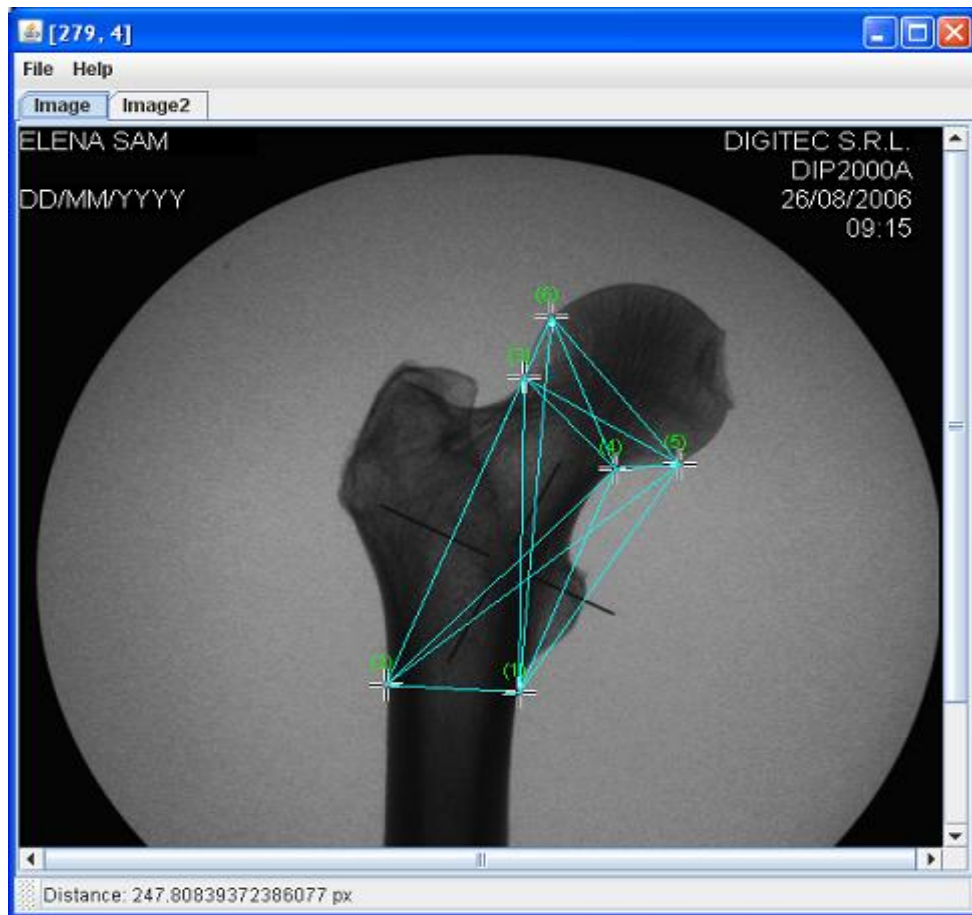 [279, 4]
File Help
Image Image2
ELENA SAM
DD/MM/YYYY
DIGITEC S.R.L.
DIP2000A
26/08/2006
09:15
(6)
(4)
(5)
(1)
Distance: 247.80839372386077 px